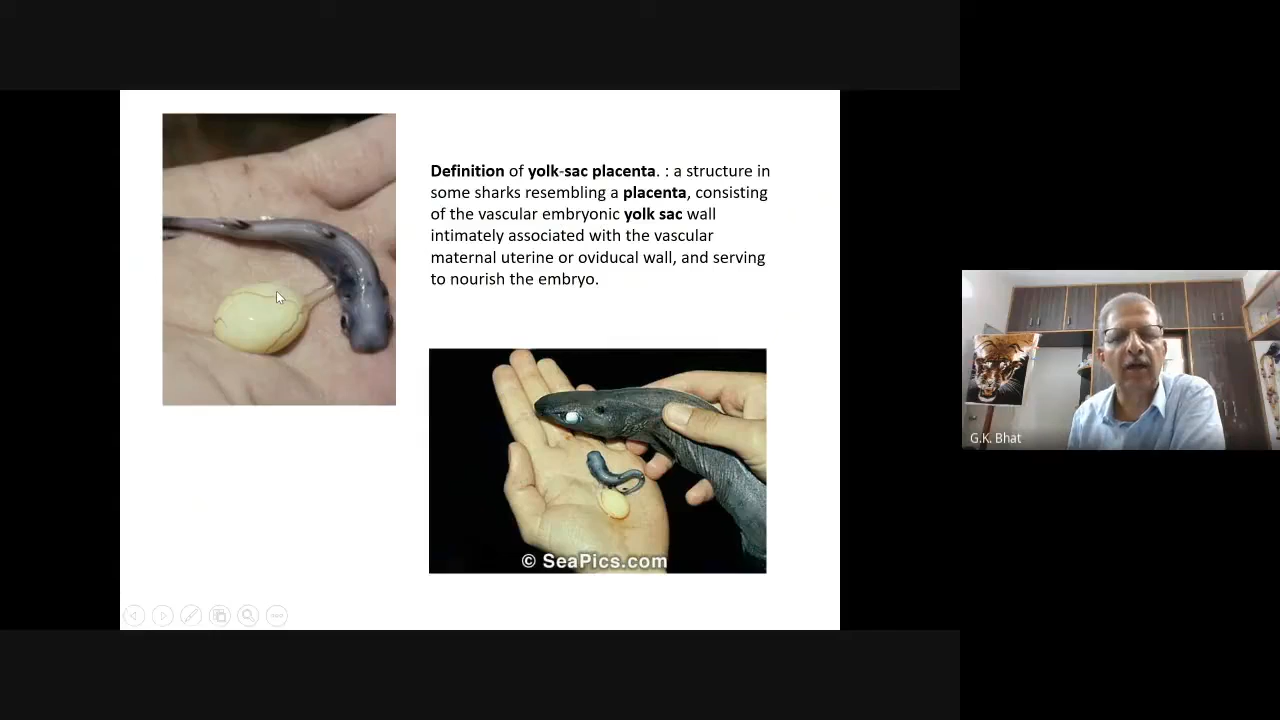 Definition of yolk-sac placenta. : a structure in
some sharks resembling a placenta, consisting
of the vascular embryonic yolk sac wall
intimately associated with the vascular
maternal uterine or oviducal wall, and serving
to nourish the embryo.
© SeaPics.com
G.K. Bhat